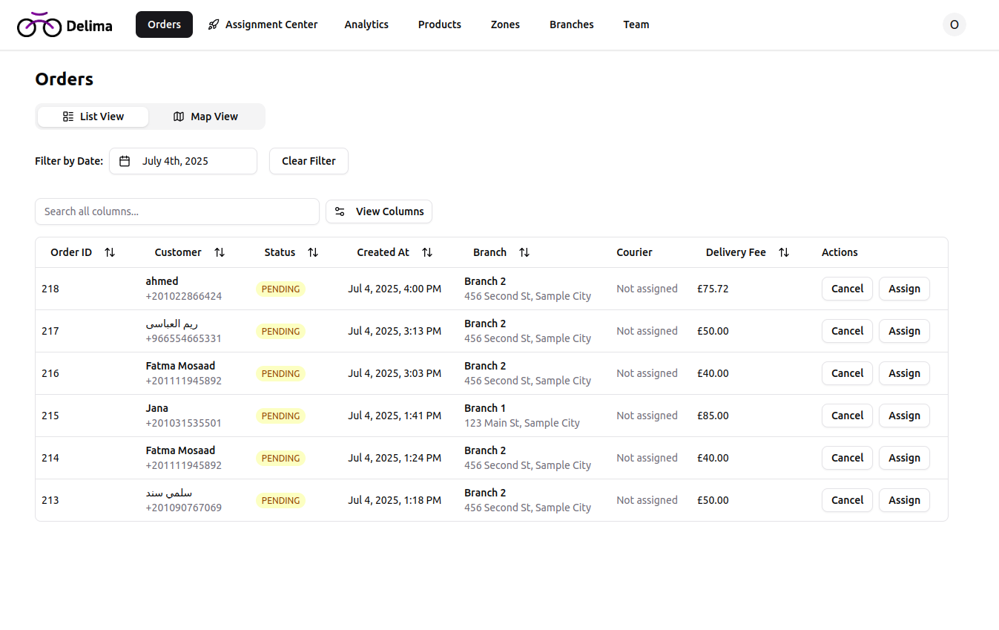 Delima Orders Assignment Center Analytics Products Zones Branches Team O
Orders
List View Map View
Filter by Date: July 4th, 2025 Clear Filter
Search all columns... View Columns
Order ID Customer Status Created At Branch Courier Delivery Fee Actions
218 ahmed PENDING Jul 4, 2025, 4:00 PM Branch 2 Not assigned £75.72 Cancel Assign
+201022866424 456 Second St, Sample City
217 ريم العباسى PENDING Jul 4, 2025, 3:13 PM Branch 2 Not assigned £50.00 Cancel Assign
+966554665331 456 Second St, Sample City
216 Fatma Mosaad PENDING Jul 4, 2025, 3:03 PM Branch 2 Not assigned £40.00 Cancel Assign
+201111945892 456 Second St, Sample City
215 Jana PENDING Jul 4, 2025, 1:41 PM Branch 1 Not assigned £85.00 Cancel Assign
+201031535501 123 Main St, Sample City
214 Fatma Mosaad PENDING Jul 4, 2025, 1:24 PM Branch 2 Not assigned £40.00 Cancel Assign
+201111945892 456 Second St, Sample City
213 سلمي سند PENDING Jul 4, 2025, 1:18 PM Branch 2 Not assigned £50.00 Cancel Assign
+201090767069 456 Second St, Sample City